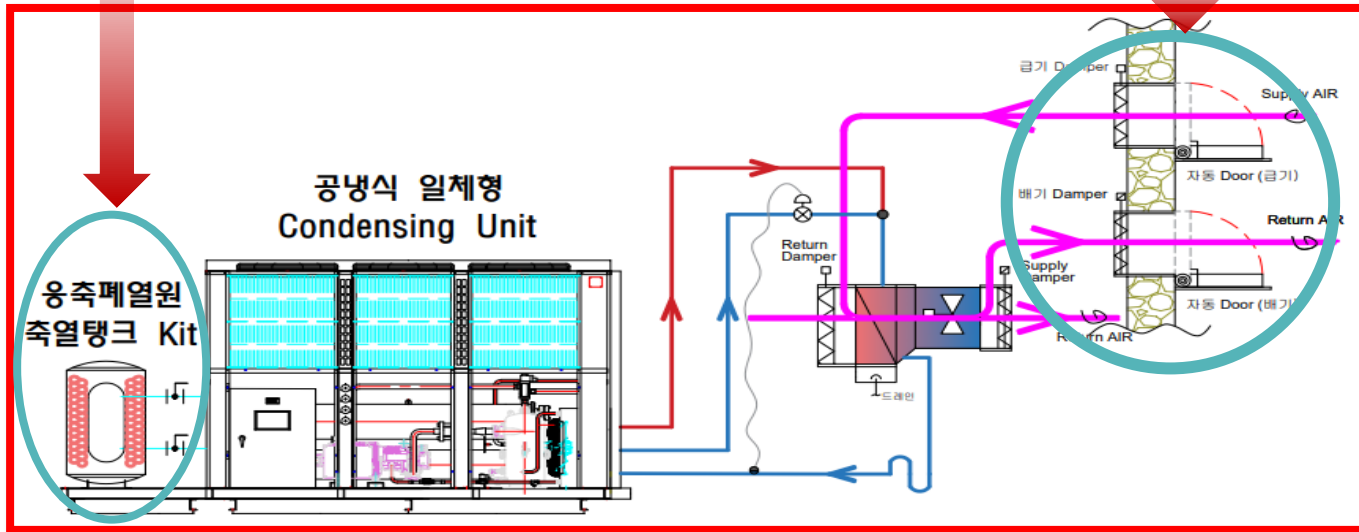 공냉식 일체형
Condensing Unit
응축폐열원
축열탱크 Kit
급기 Damper
Supply AIR
자동 Door (급기)
배기 Damper
Return AIR
Return
Damper
Supply
Damper
자동 Door (배기)
Return AIR
드레인